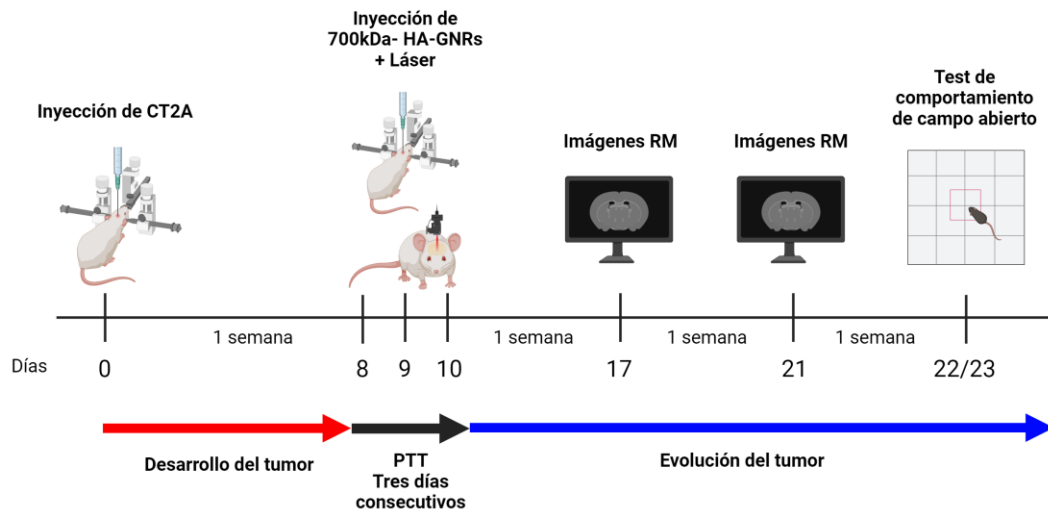 Inyección de
700kDa- HA-GNRs
+ Láser
Inyección de CT2A
Imágenes RM
Imágenes RM
Test de
comportamiento
de campo abierto
1 semana
1 semana
1 semana
1 semana
Días
0
8
9
10
17
21
22/23
Desarrollo del tumor
PTT
Tres días
consecutivos
Evolución del tumor